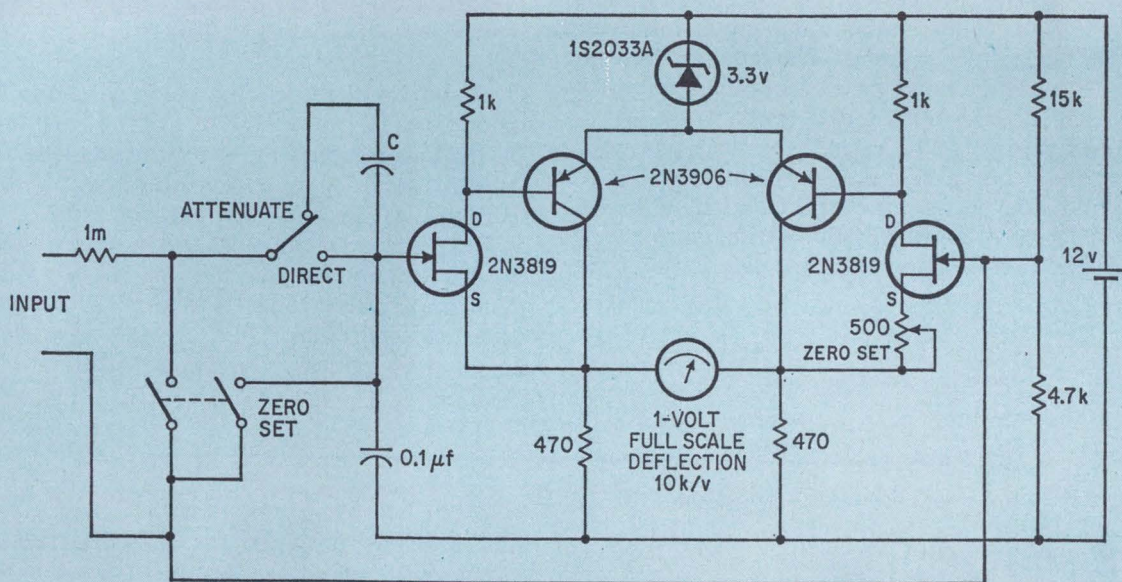 1S2033A
3.3v
1k
1k
15k
C
2N3906
ATTENUATE
D
D
1m
DIRECT
2N3819
2N3819
12v
INPUT
S
S
500
ZERO SET
ZERO
SET
4.7k
0.1μf
470
1-VOLT
FULL SCALE
DEFLECTION
10k/v
470